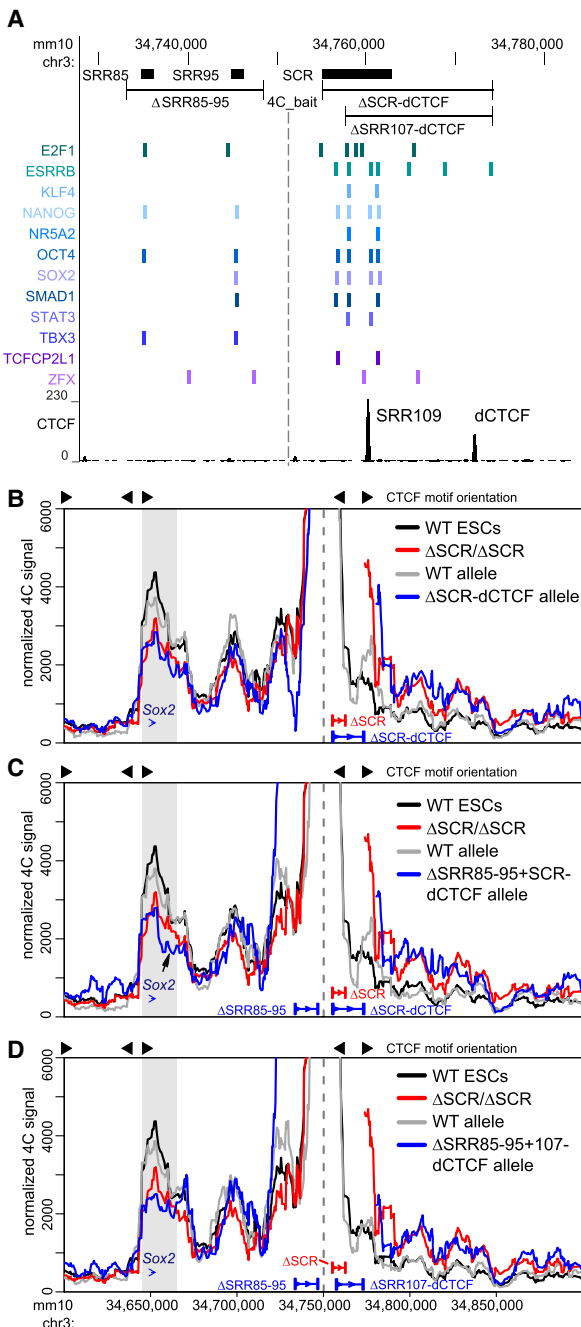 A
mm10 34,740,000 34,760,000 34,780,000
chr3:
SRR85 SRR95 SCR
ΔSRR85-95 4C_bait ΔSCR-dCTCF
ΔSRR107-dCTCF
E2F1
ESRRB
KLF4
NANOG
NR5A2
OCT4
SOX2
SMAD1
STAT3
TBX3
TCFCP2L1
ZFX
230
CTCF
0
SRR109 dCTCF
B
CTCF motif orientation
normalized 4C signal
6000
4000
2000
0
WT ESCs
ΔSCR/ΔSCR
WT allele
ΔSCR-dCTCF allele
Sox2
ΔSCR
ΔSCR-dCTCF
C
CTCF motif orientation
normalized 4C signal
6000
4000
2000
0
WT ESCs
ΔSCR/ΔSCR
WT allele
ΔSRR85-95+SCR-
dCTCF allele
Sox2
ΔSCR
ΔSRR85-95
ΔSCR-dCTCF
D
CTCF motif orientation
normalized 4C signal
6000
4000
2000
0
WT ESCs
ΔSCR/ΔSCR
WT allele
ΔSRR85-95+107-
dCTCF allele
Sox2
ΔSCR
ΔSRR85-95
ΔSRR107-dCTCF
mm10 34,650,000 34,700,000 34,750,000 34,800,000 34,850,000
chr3: